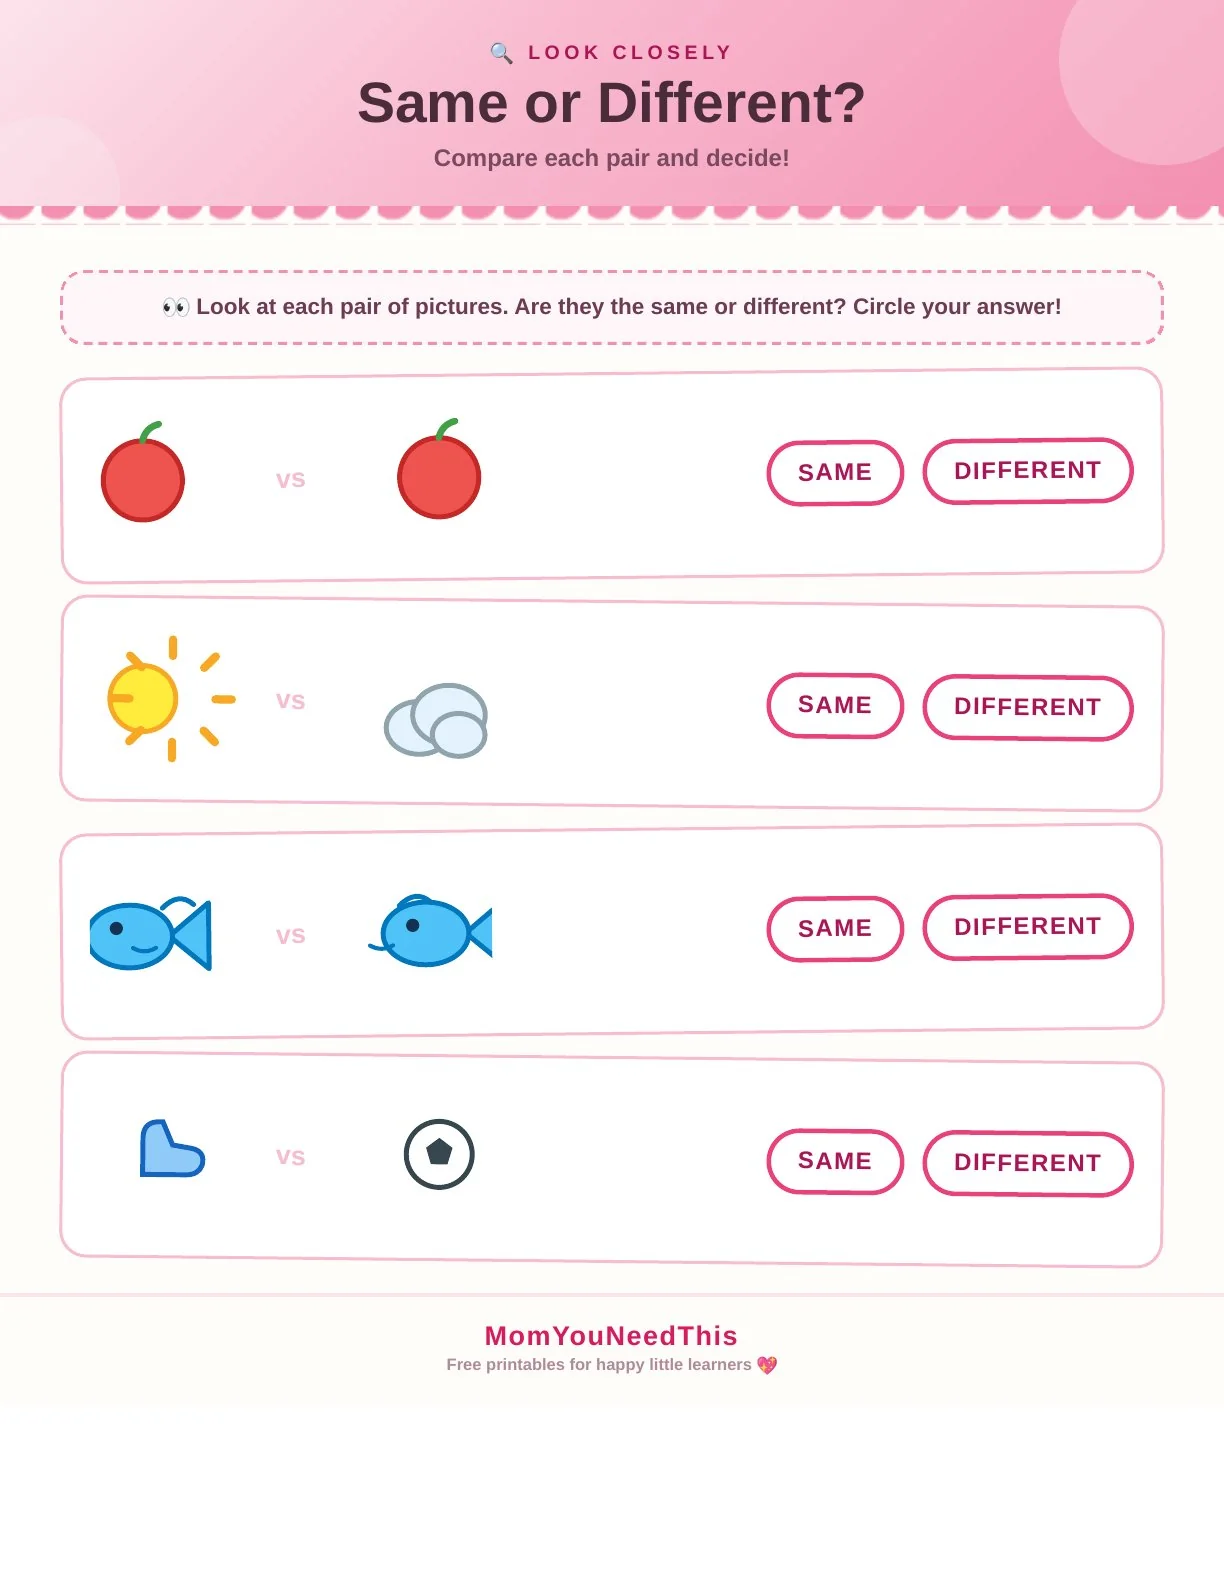 🔍 LOOK CLOSELY
Same or Different?
Compare each pair and decide!
👀 Look at each pair of pictures. Are they the same or different? Circle your answer!
vs SAME DIFFERENT
vs SAME DIFFERENT
vs SAME DIFFERENT
vs SAME DIFFERENT
MomYouNeedThis
Free printables for happy little learners 💖